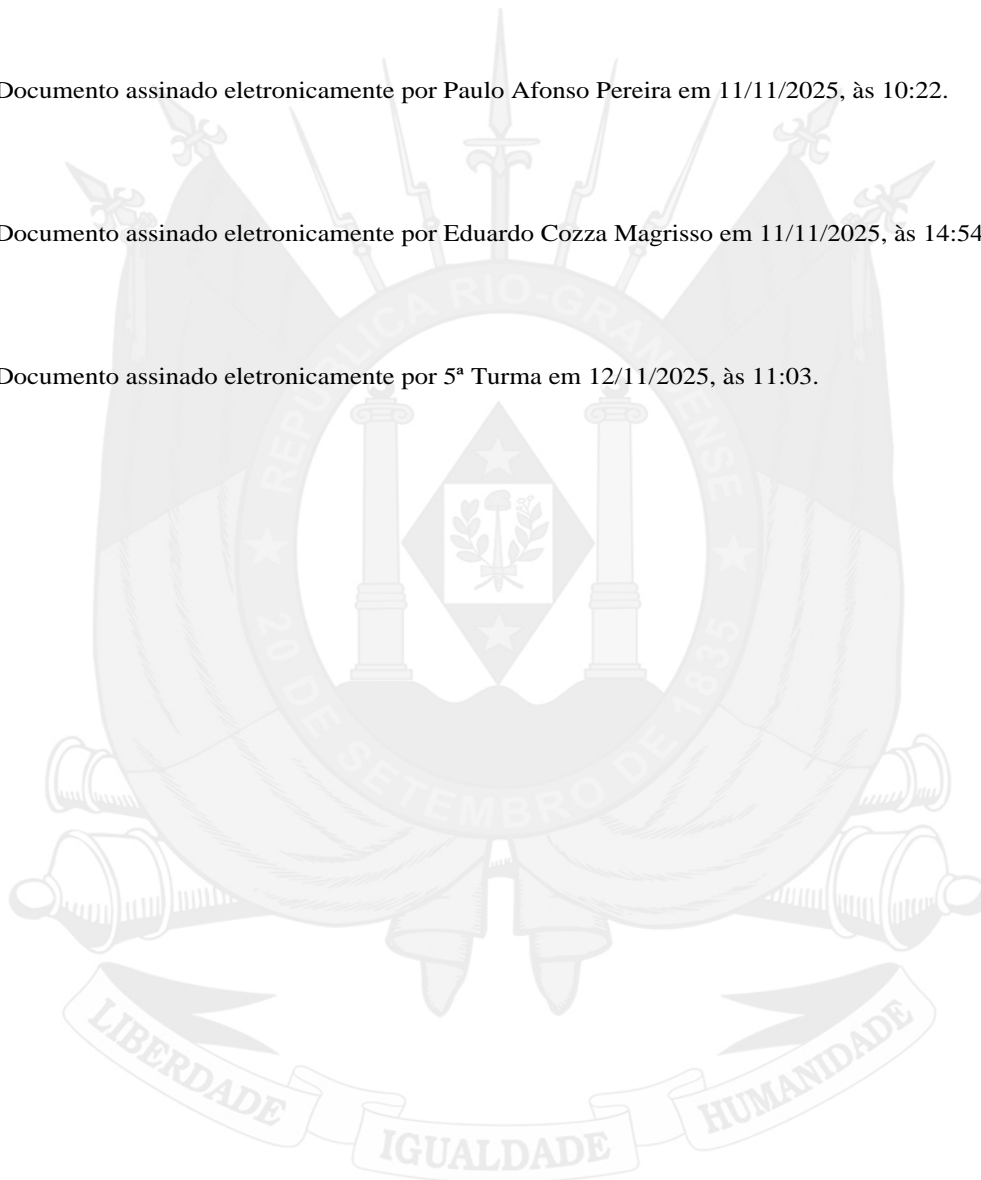 Documento assinado eletronicamente por Paulo Afonso Pereira em 11/11/2025, às 10:22.
Documento assinado eletronicamente por Eduardo Cozza Magrisso em 11/11/2025, às 14:54
Documento assinado eletronicamente por 5ª Turma em 12/11/2025, às 11:03.
REPÚBLICA RIO-GRANDENSE
20 DE SETEMBRO DE 1835
LIBERDADE
IGUALDADE
HUMANIDADE